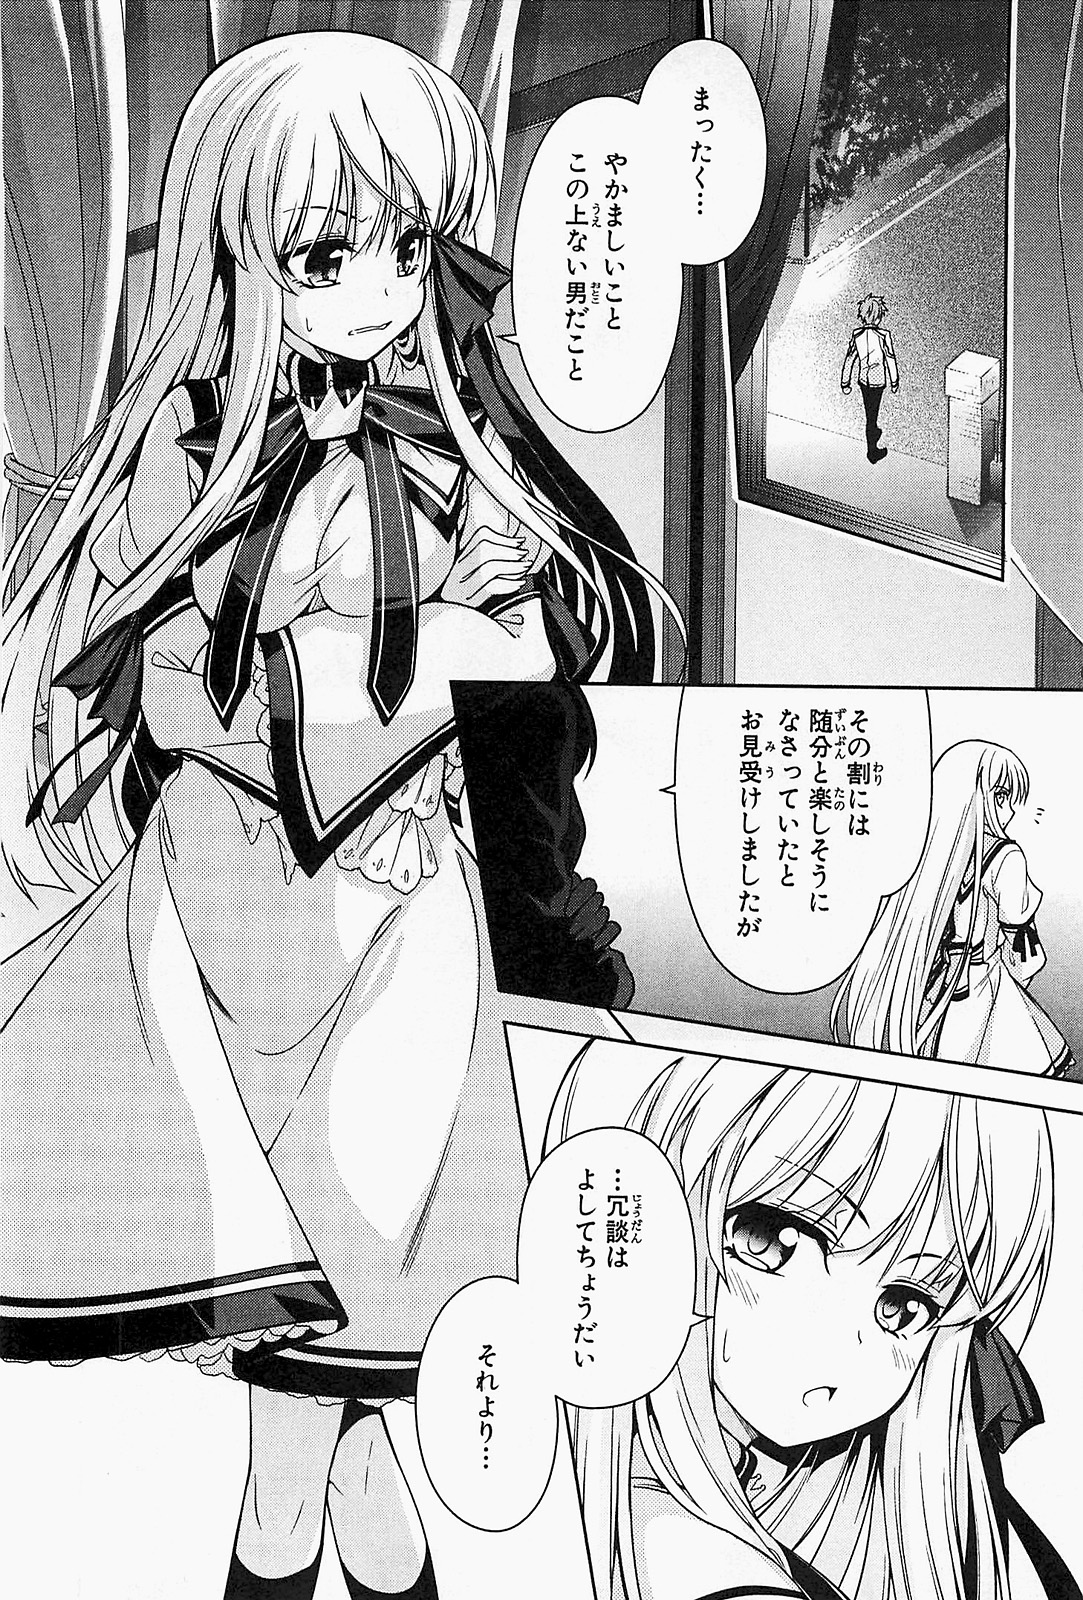 まったく…
やかましいこと
この上ない男だこと
その割には
随分と楽しそうに
なさっていたと
お見受けしましたが
…冗談は
よしてちょうだい
それより…